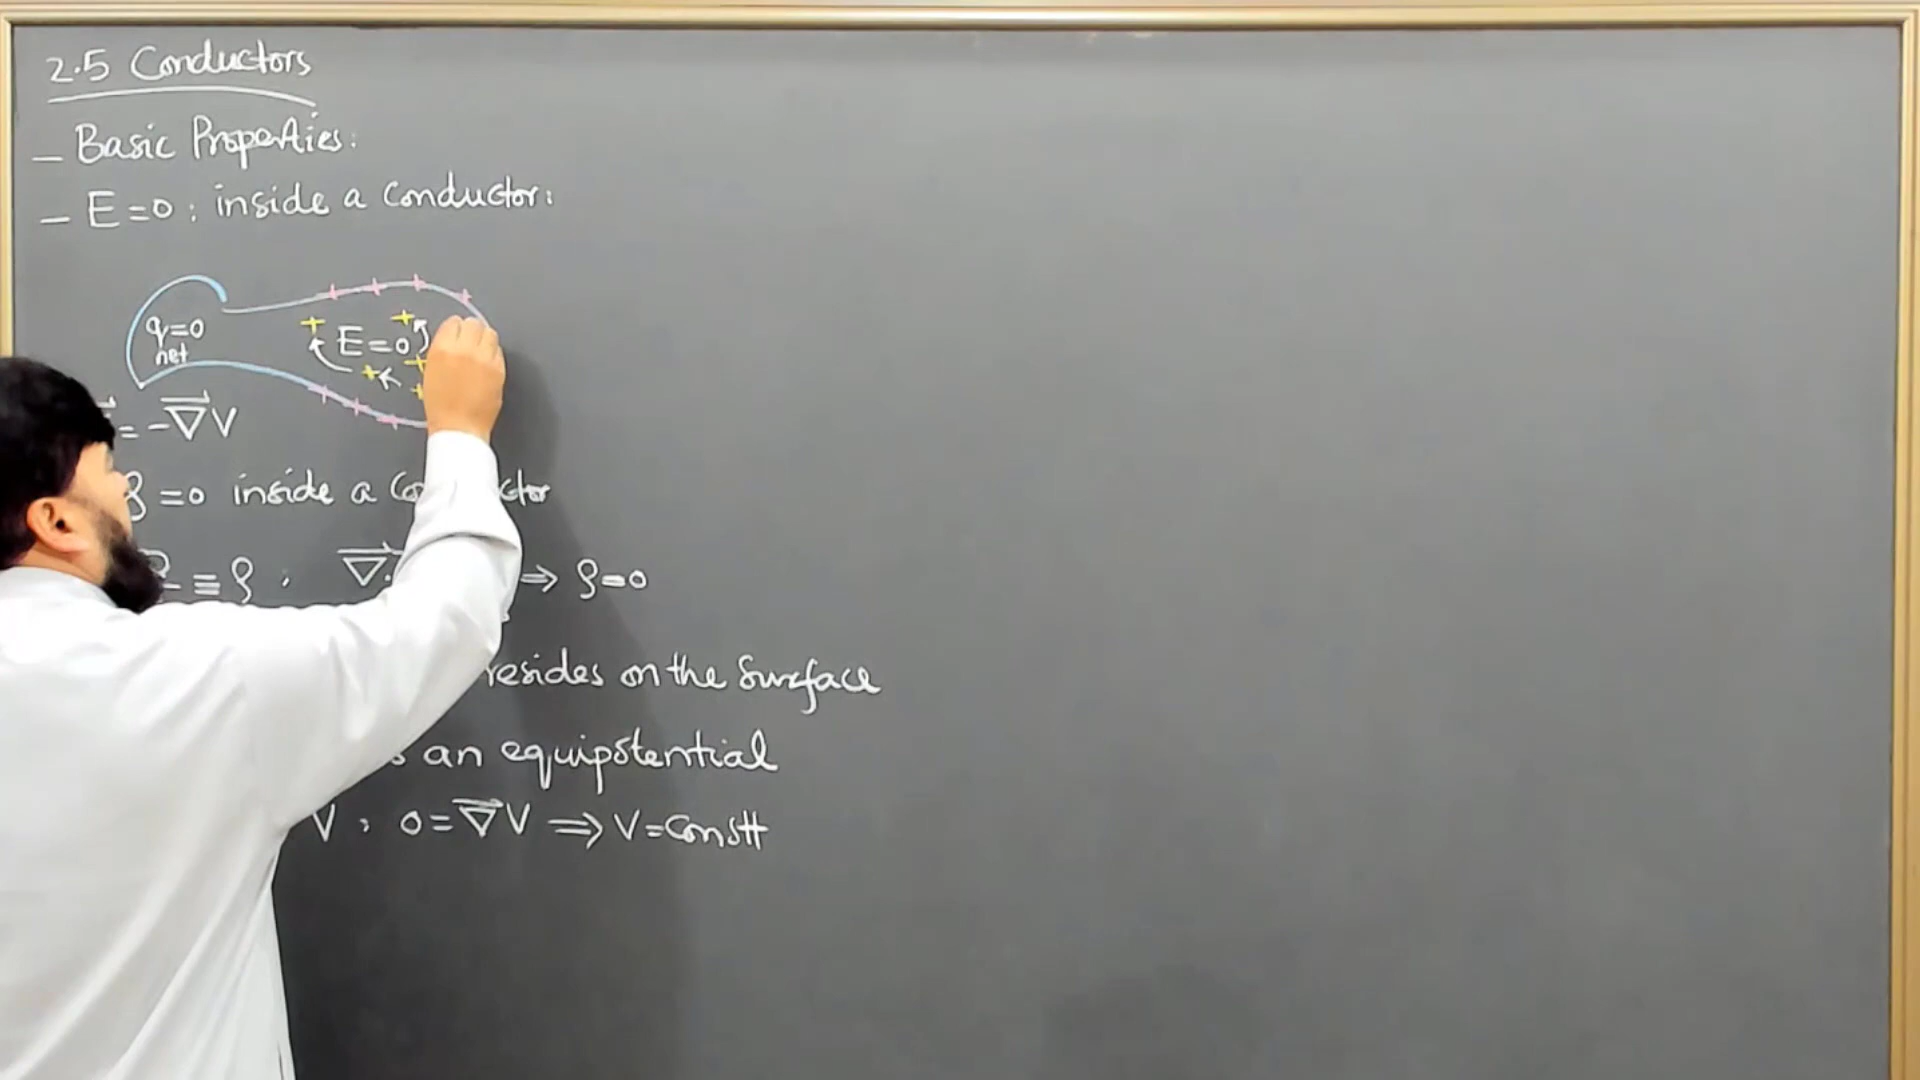 2.5 Conductors
- Basic Properties:
- E=0: inside a Conductor:
q=0
net
E=0
= -∇V
ρ=0 inside a
≡ ρ, ∇. ⇒ ρ=0
resides on the Surface
an equipotential
V, 0=∇V ⇒ V=Constt